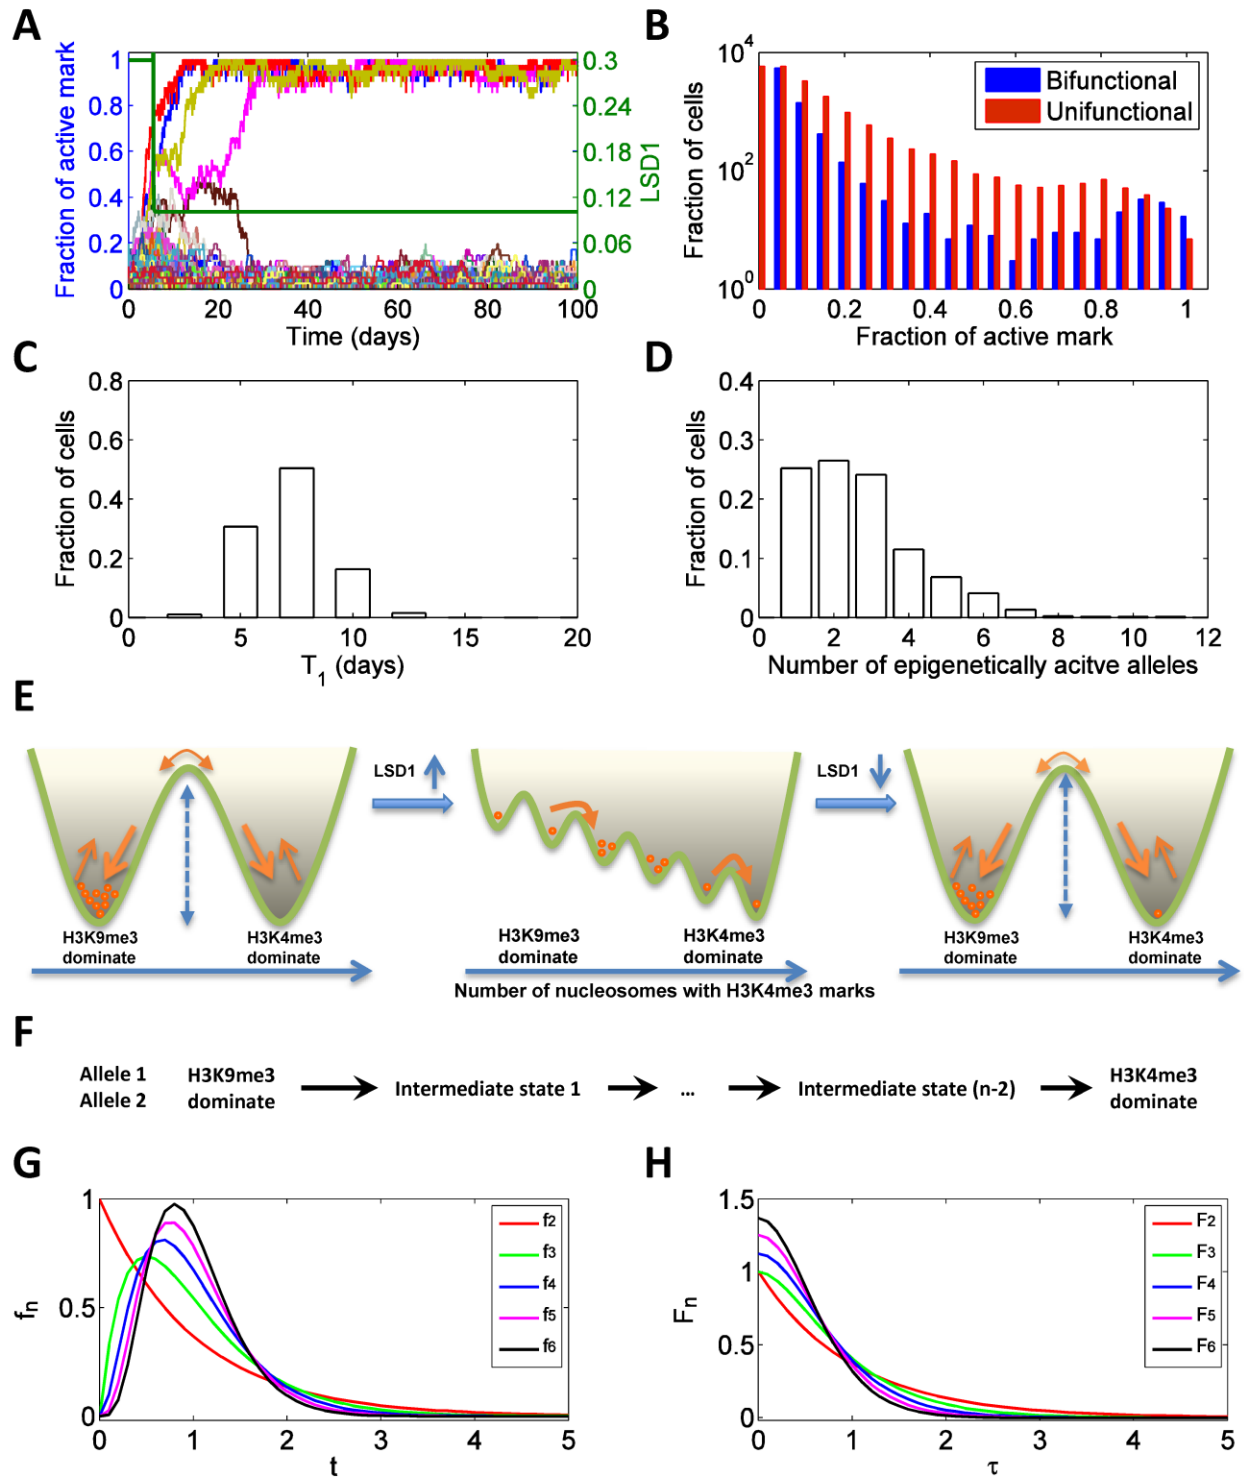 A
Fraction of active mark
1
0.8
0.6
0.4
0.2
0
0.3
0.24
0.18
0.12
0.06
0
LSD1
0 20 40 60 80 100
Time (days)
B
Fraction of cells
10^4
10^2
10^0
Bifunctional
Unifunctional
0 0.2 0.4 0.6 0.8 1
Fraction of active mark
C
Fraction of cells
0.8
0.6
0.4
0.2
0
0 5 10 15 20
T_1 (days)
D
Fraction of cells
0.4
0.3
0.2
0.1
0
0 2 4 6 8 10 12
Number of epigenetically acitve alleles
E
LSD1
LSD1
H3K9me3
dominate
H3K4me3
dominate
H3K9me3
dominate
H3K4me3
dominate
H3K9me3
dominate
H3K4me3
dominate
Number of nucleosomes with H3K4me3 marks
F
Allele 1
Allele 2
H3K9me3
dominate
Intermediate state 1
...
Intermediate state (n-2)
H3K4me3
dominate
G
f_n
1
0.5
0
f2
f3
f4
f5
f6
0 1 2 3 4 5
t
H
F_n
1.5
1
0.5
0
F2
F3
F4
F5
F6
0 1 2 3 4 5
τ